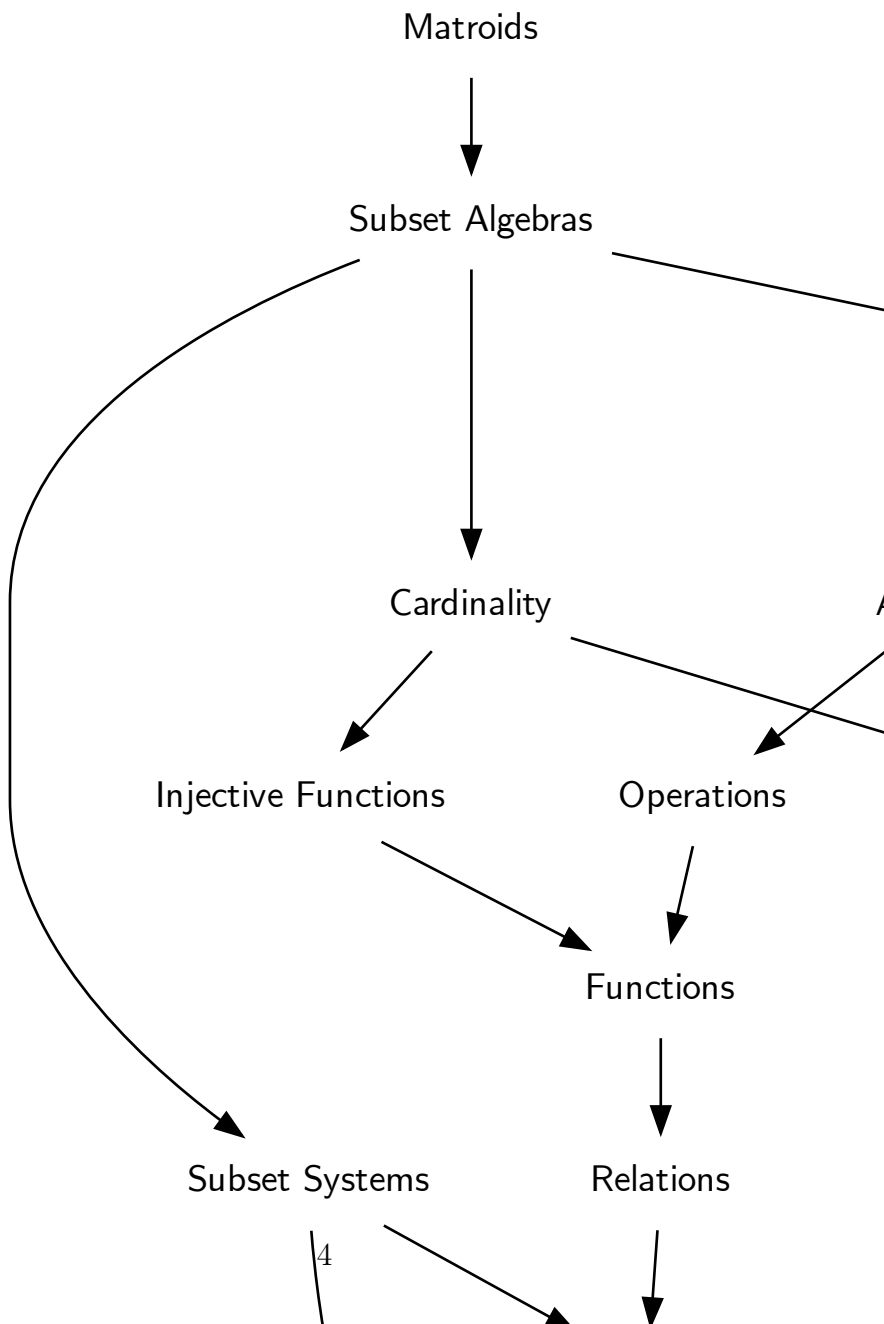 Matroids
Subset Algebras
Cardinality
Injective Functions
Operations
Functions
Subset Systems
Relations
4